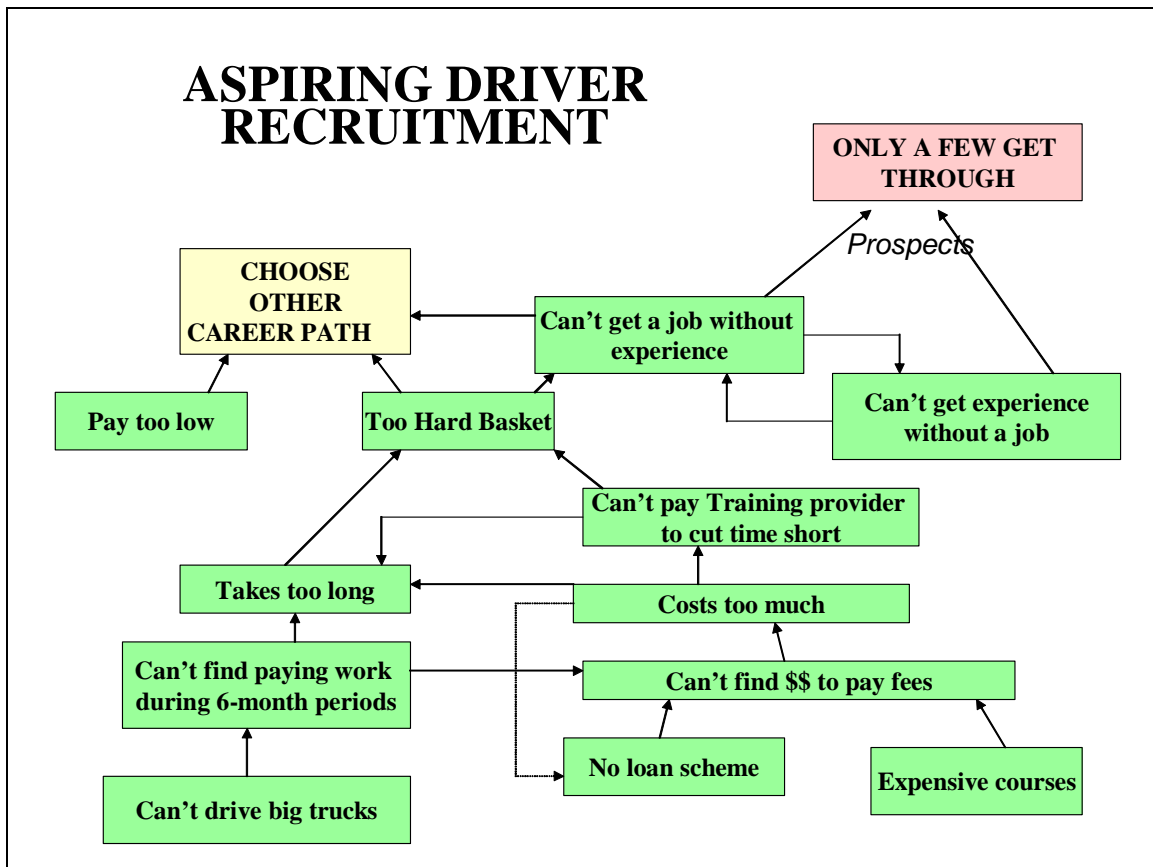 ASPIRING DRIVER
RECRUITMENT
ONLY A FEW GET
THROUGH
Prospects
CHOOSE
OTHER
CAREER PATH
Can't get a job without
experience
Pay too low
Too Hard Basket
Can't get experience
without a job
Can't pay Training provider
to cut time short
Takes too long
Costs too much
Can't find paying work
during 6-month periods
Can't find $$ to pay fees
No loan scheme
Expensive courses
Can't drive big trucks